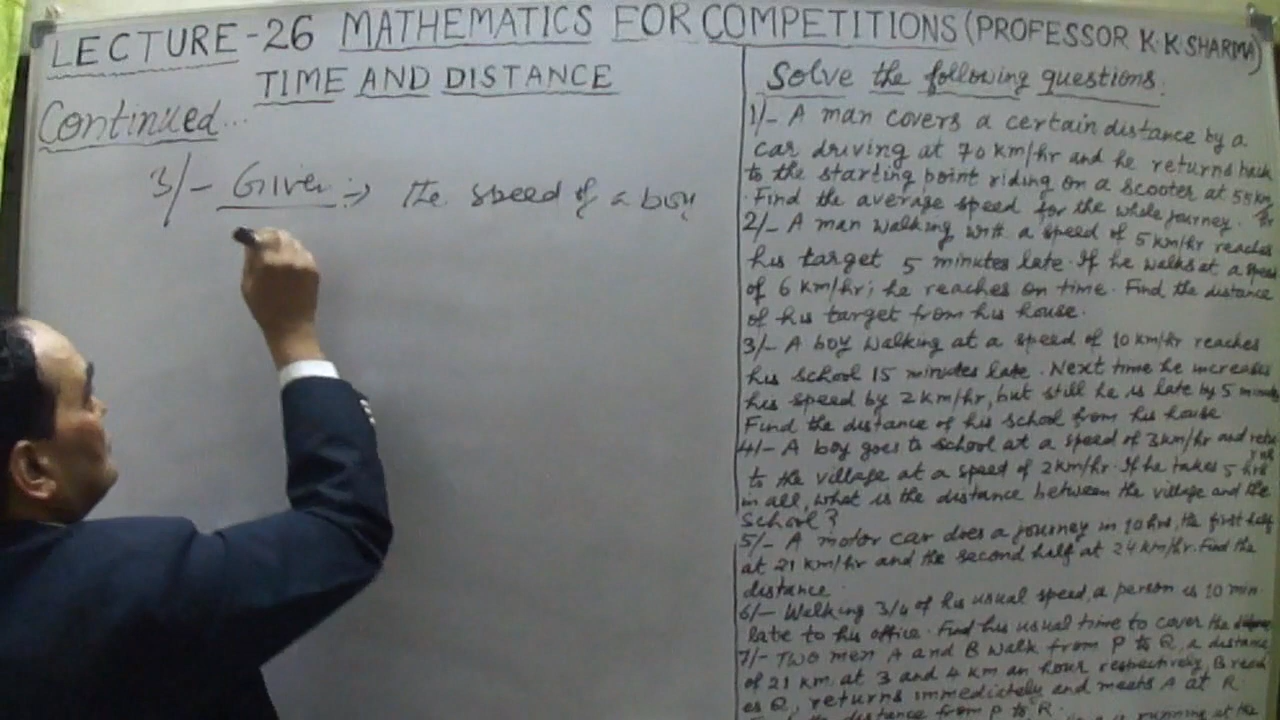 LECTURE-26 MATHEMATICS FOR COMPETITIONS (PROFESSOR K.K.SHARMA)
TIME AND DISTANCE
Continued...
3/- Given :→ The speed of a boy
Solve the following questions:
1/- A man covers a certain distance by a
car driving at 70 km/hr and he returns back
to the starting point riding on a scooter at 55 km/hr
Find the average speed for the whole journey.
2/- A man walking with a speed of 5 km/hr reaches
his target 5 minutes late. If he walks at a speed
of 6 km/hr; he reaches on time. Find the distance
of his target from his house.
3/- A boy walking at a speed of 10 km/hr reaches
his school 15 minutes late. Next time he increases
his speed by 2 km/hr, but still he is late by 5 minutes
Find the distance of his school from his house
4/- A boy goes to school at a speed of 3 km/hr and return
to the village at a speed of 2 km/hr. If he takes 5 hrs
in all, what is the distance between the village and the
School?
5/- A motor car does a journey in 10 hrs, the first half
at 21 km/hr and the second half at 24 km/hr. Find the
distance.
6/- Walking 3/4 of his usual speed, a person is 10 min.
late to his office. Find his usual time to cover the
7/- TWO men A and B walk from P to Q, a distance
of 21 km at 3 and 4 km an hour respectively, B reach
es Q, returns immediately and meets A at R
the distance from P to R.
is running at the